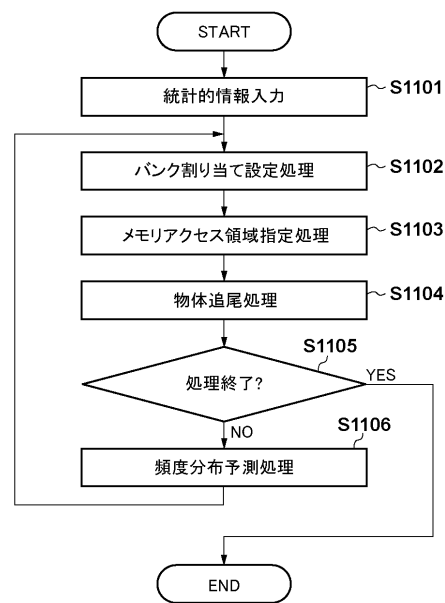 START
統計的情報入力
S1101
バンク割り当て設定処理
S1102
メモリアクセス領域指定処理
S1103
物体追尾処理
S1104
処理終了?
S1105
YES
NO
頻度分布予測処理
S1106
END